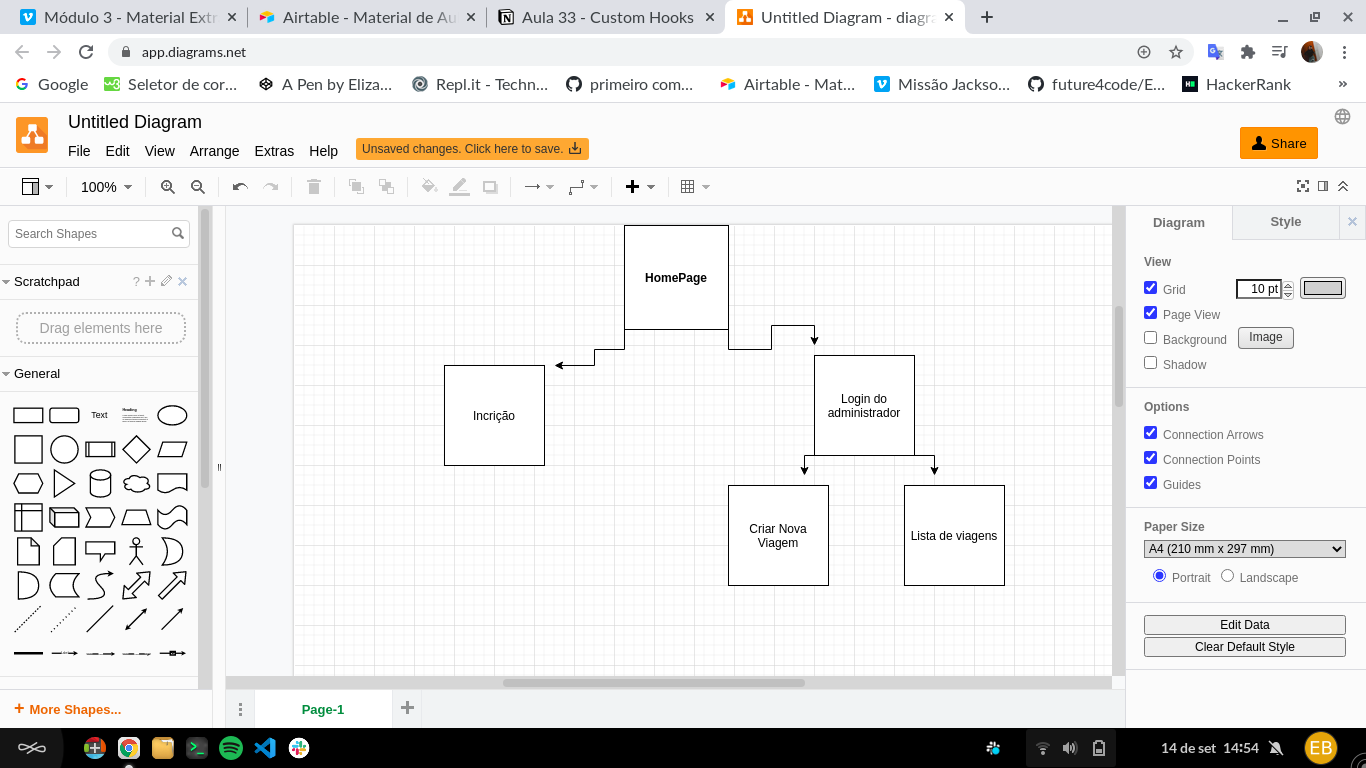 Módulo 3 - Material Extr
Airtable - Material de Au
Aula 33 - Custom Hooks
Untitled Diagram - diagr
app.diagrams.net
Google
Seletor de cor...
A Pen by Eliza...
Repl.it - Techn...
primeiro com...
Airtable - Mat...
Missão Jackso...
future4code/E...
HackerRank
»
Untitled Diagram
File Edit View Arrange Extras Help
Unsaved changes. Click here to save.
Share
100%
Search Shapes
Scratchpad
?
Drag elements here
General
Text
Heading
More Shapes...
HomePage
Incrição
Login do
administrador
Criar Nova
Viagem
Lista de viagens
Page-1
Diagram
Style
View
Grid
10 pt
Page View
Background
Image
Shadow
Options
Connection Arrows
Connection Points
Guides
Paper Size
A4 (210 mm x 297 mm)
Portrait
Landscape
Edit Data
Clear Default Style
14 de set 14:54
EB